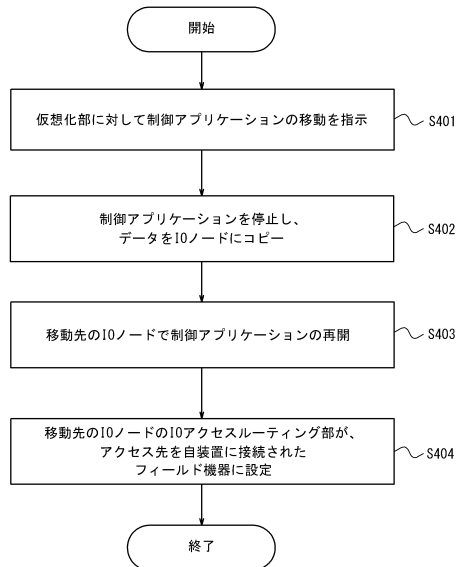 開始
仮想化部に対して制御アプリケーションの移動を指示
S401
制御アプリケーションを停止し、
データをIOノードにコピー
S402
移動先のIOノードで制御アプリケーションの再開
S403
移動先のIOノードのIOアクセスルーティング部が、
アクセス先を自装置に接続された
フィールド機器に設定
S404
終了